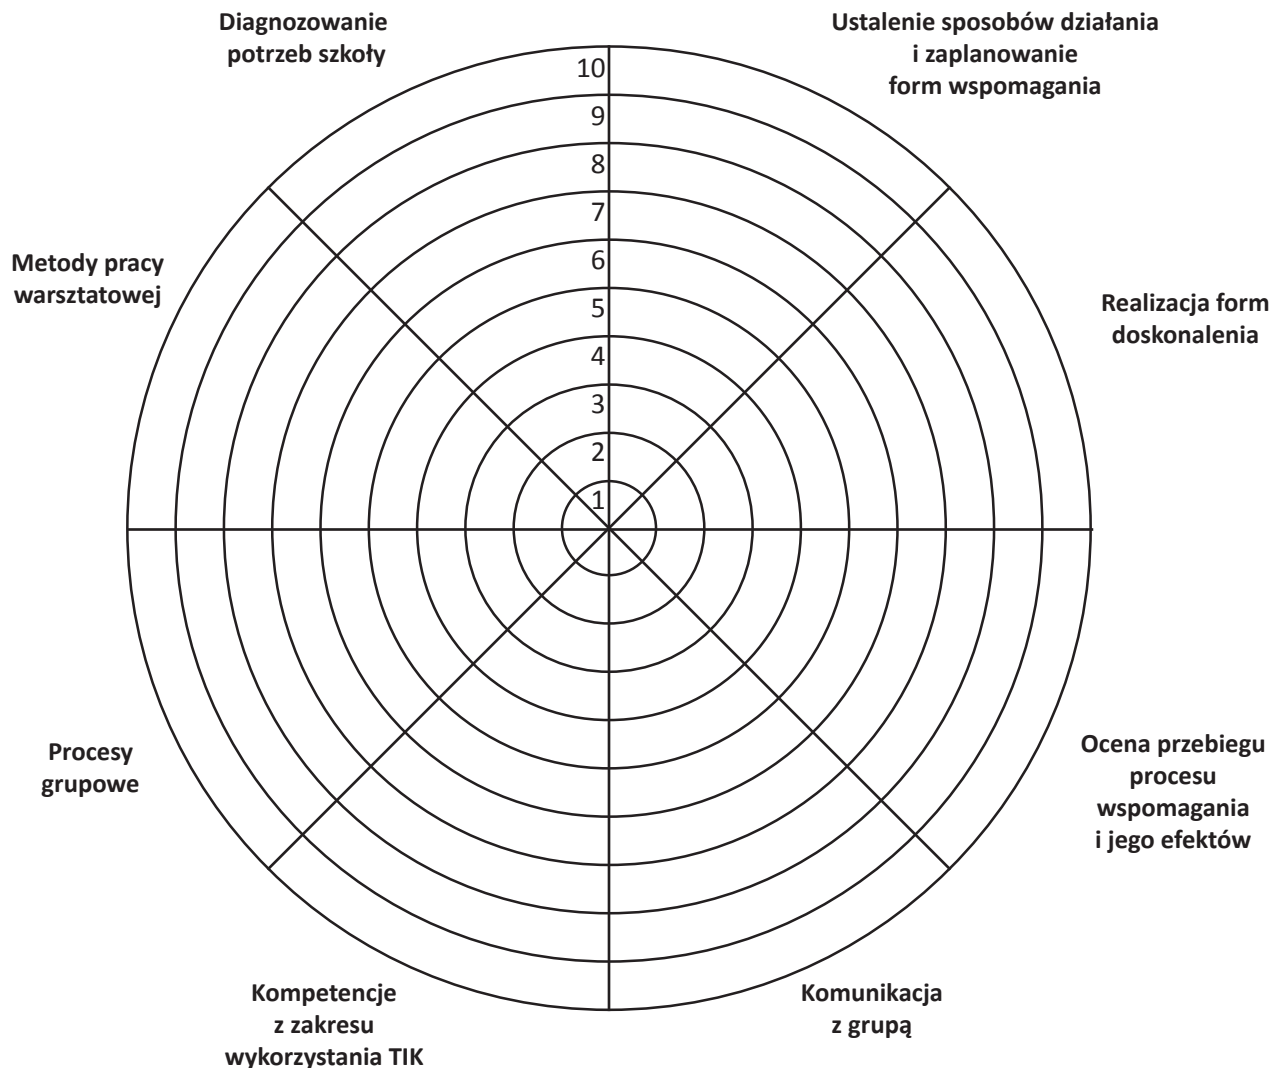 Diagnozowanie
potrzeb szkoły
Ustalenie sposobów działania
i zaplanowanie
form wspomagania
10
9
8
7
6
5
4
3
2
1
Metody pracy
warsztatowej
Realizacja form
doskonalenia
Procesy
grupowe
Ocena przebiegu
procesu
wspomagania
i jego efektów
Kompetencje
z zakresu
wykorzystania TIK
Komunikacja
z grupą